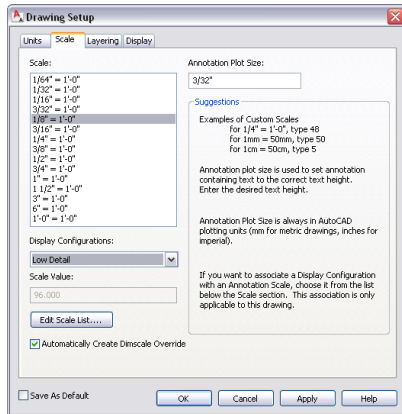 Drawing Setup
Units
Scale
Layering
Display
Scale:
1/64" = 1'-0"
1/32" = 1'-0"
1/16" = 1'-0"
3/32" = 1'-0"
1/8" = 1'-0"
3/16" = 1'-0"
1/4" = 1'-0"
3/8" = 1'-0"
1/2" = 1'-0"
3/4" = 1'-0"
1" = 1'-0"
1 1/2" = 1'-0"
3" = 1'-0"
6" = 1'-0"
1'-0" = 1'-0"
Display Configurations:
Low Detail
Scale Value:
96.000
Edit Scale List....
Automatically Create Dimscale Override
Annotation Plot Size:
3/32"
Suggestions
Examples of Custom Scales
for 1/4" = 1'-0", type 48
for 1mm = 50mm, type 50
for 1cm = 50cm, type 5
Annotation plot size is used to set annotation
containing text to the correct text height.
Enter the desired text height.
Annotation Plot Size is always in AutoCAD
plotting units (mm for metric drawings, inches for
imperial).
If you want to associate a Display Configuration
with an Annotation Scale, choose it from the list
below the Scale section. This association is only
applicable to this drawing.
Save As Default
OK
Cancel
Apply
Help